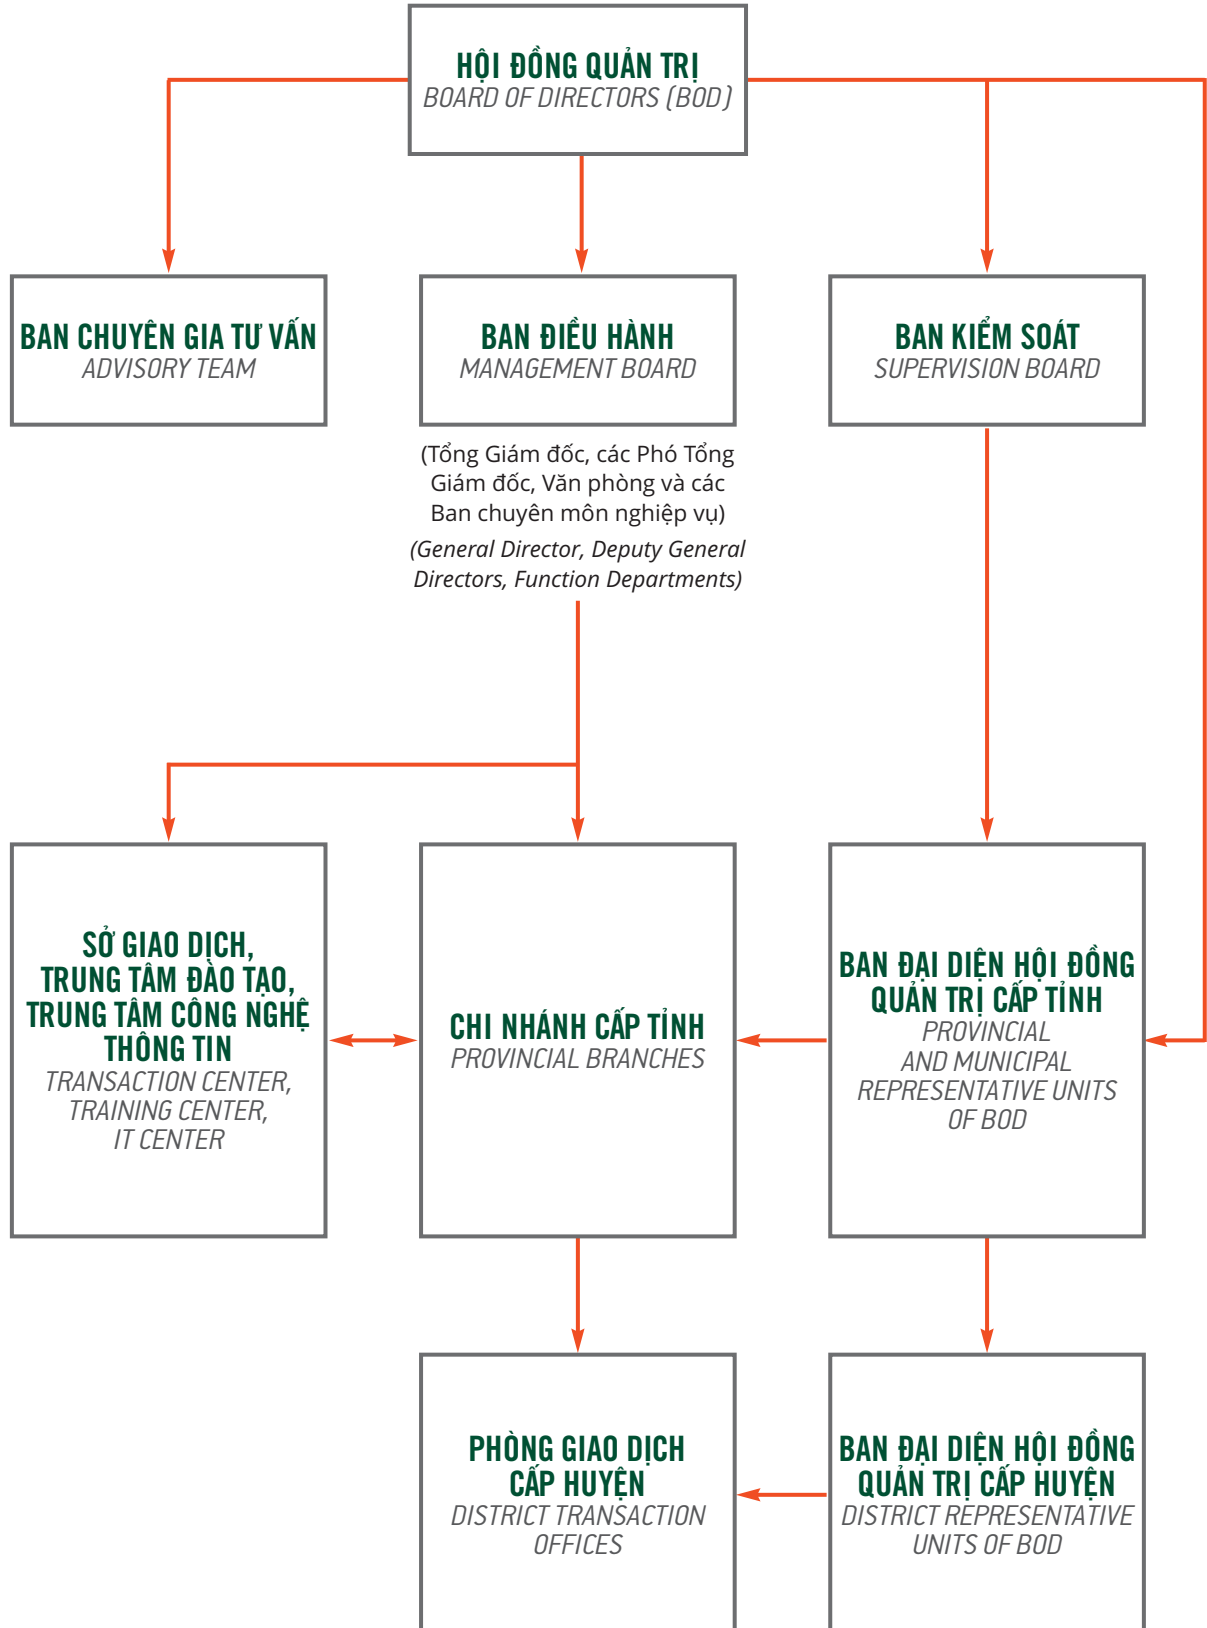 HỘI ĐỒNG QUẢN TRỊ
BOARD OF DIRECTORS (BOD)
BAN CHUYÊN GIA TƯ VẤN
ADVISORY TEAM
BAN ĐIỀU HÀNH
MANAGEMENT BOARD
BAN KIỂM SOÁT
SUPERVISION BOARD
(Tổng Giám đốc, các Phó Tổng
Giám đốc, Văn phòng và các
Ban chuyên môn nghiệp vụ)
(General Director, Deputy General
Directors, Function Departments)
SỞ GIAO DỊCH,
TRUNG TÂM ĐÀO TẠO,
TRUNG TÂM CÔNG NGHỆ
THÔNG TIN
TRANSACTION CENTER,
TRAINING CENTER,
IT CENTER
CHI NHÁNH CẤP TỈNH
PROVINCIAL BRANCHES
BAN ĐẠI DIỆN HỘI ĐỒNG
QUẢN TRỊ CẤP TỈNH
PROVINCIAL
AND MUNICIPAL
REPRESENTATIVE UNITS
OF BOD
PHÒNG GIAO DỊCH
CẤP HUYỆN
DISTRICT TRANSACTION
OFFICES
BAN ĐẠI DIỆN HỘI ĐỒNG
QUẢN TRỊ CẤP HUYỆN
DISTRICT REPRESENTATIVE
UNITS OF BOD